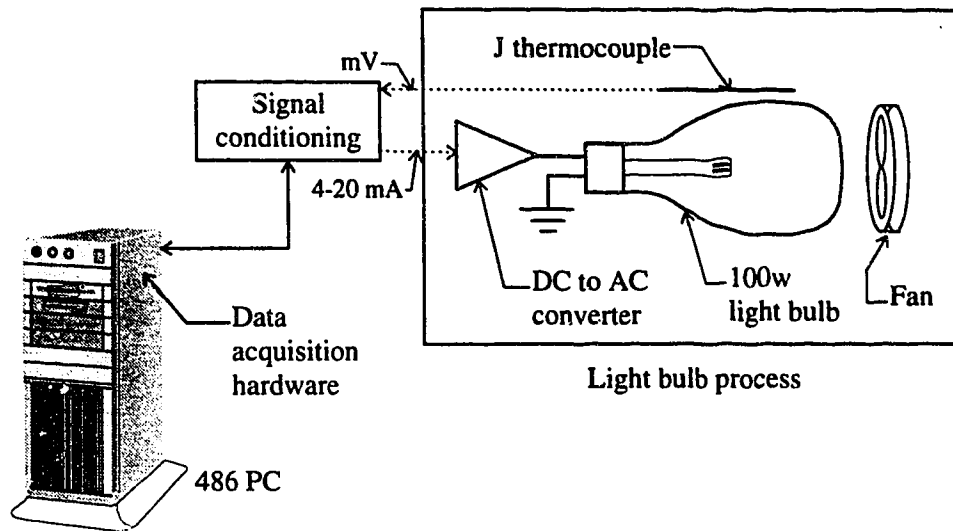 J thermocouple
mV
Signal
conditioning
4-20 mA
DC to AC
converter
100w
light bulb
Fan
Data
acquisition
hardware
Light bulb process
486 PC